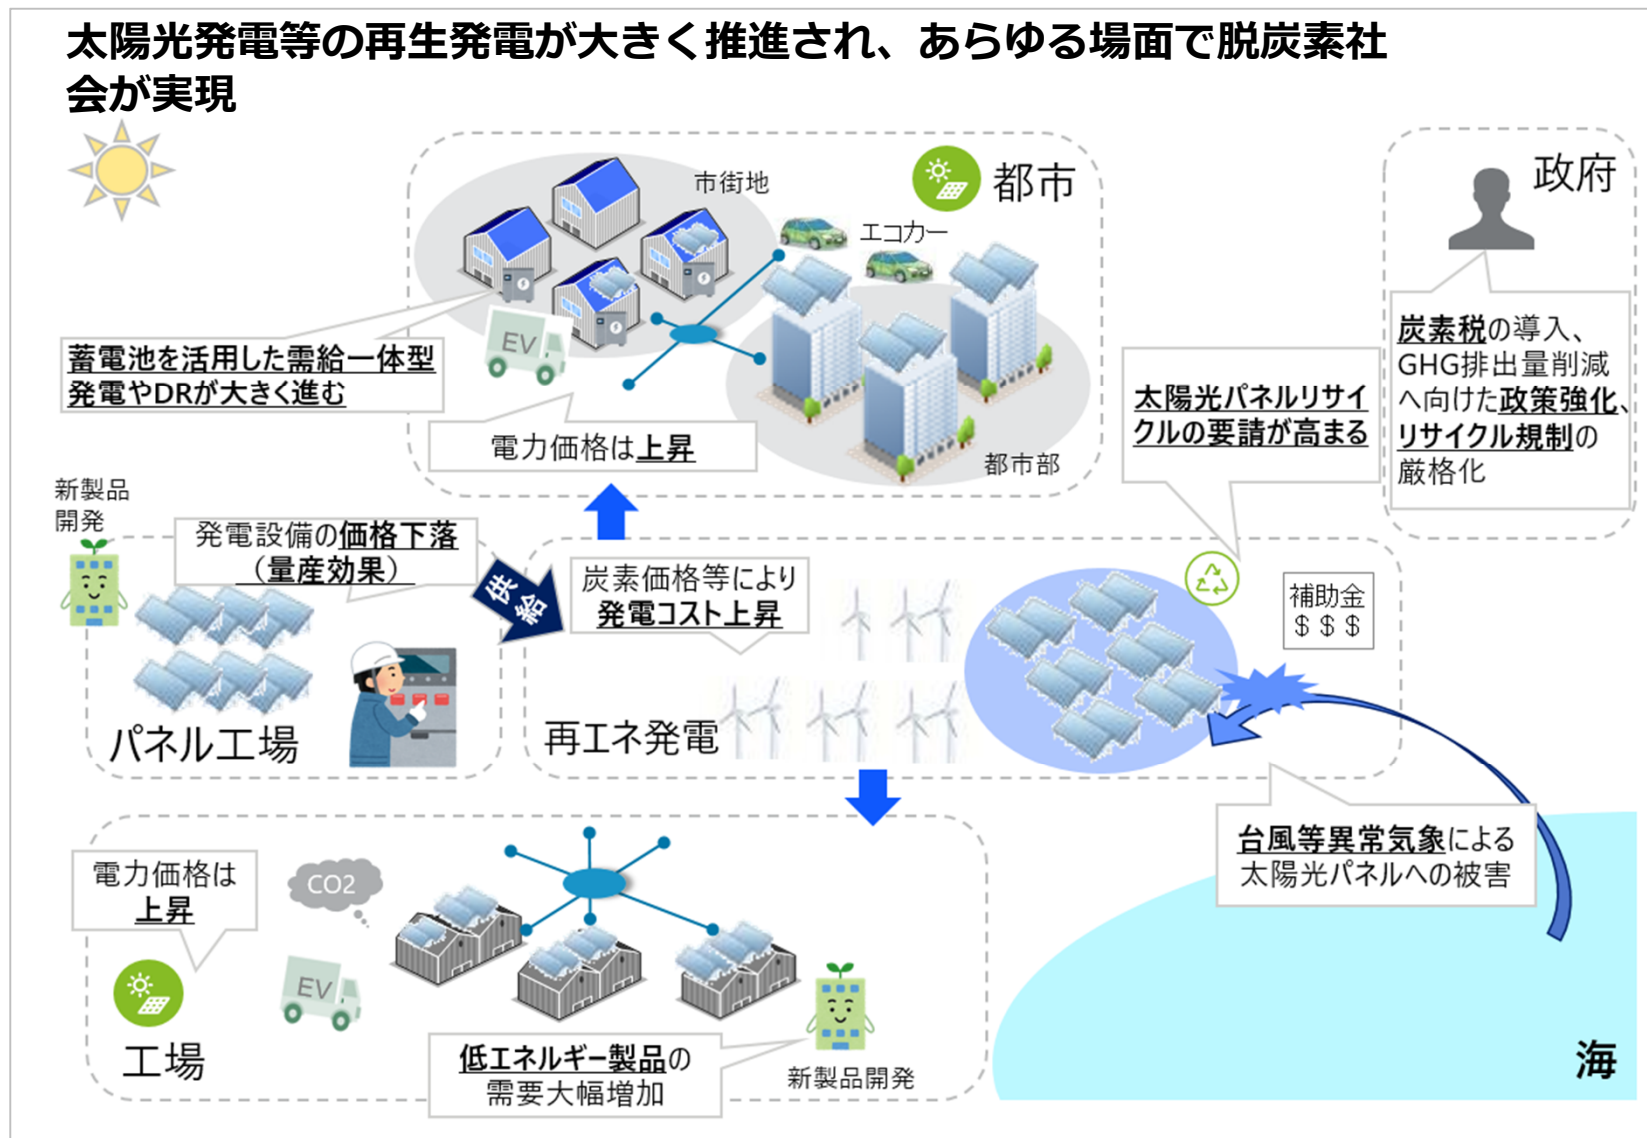 太陽光発電等の再生発電が大きく推進され、あらゆる場面で脱炭素社
会が実現
市街地
都市
エコカー
政府
EV
蓄電池を活用した需給一体型
発電やDRが大きく進む
電力価格は上昇
都市部
太陽光パネルリサイ
クルの要請が高まる
炭素税の導入、
GHG排出量削減
へ向けた政策強化、
リサイクル規制の
厳格化
新製品
開発
発電設備の価格下落
（量産効果）
供
給
炭素価格等により
発電コスト上昇
補助金
$ $ $
パネル工場
再エネ発電
台風等異常気象による
太陽光パネルへの被害
電力価格は
上昇
CO2
EV
工場
低エネルギー製品の
需要大幅増加
新製品開発
海